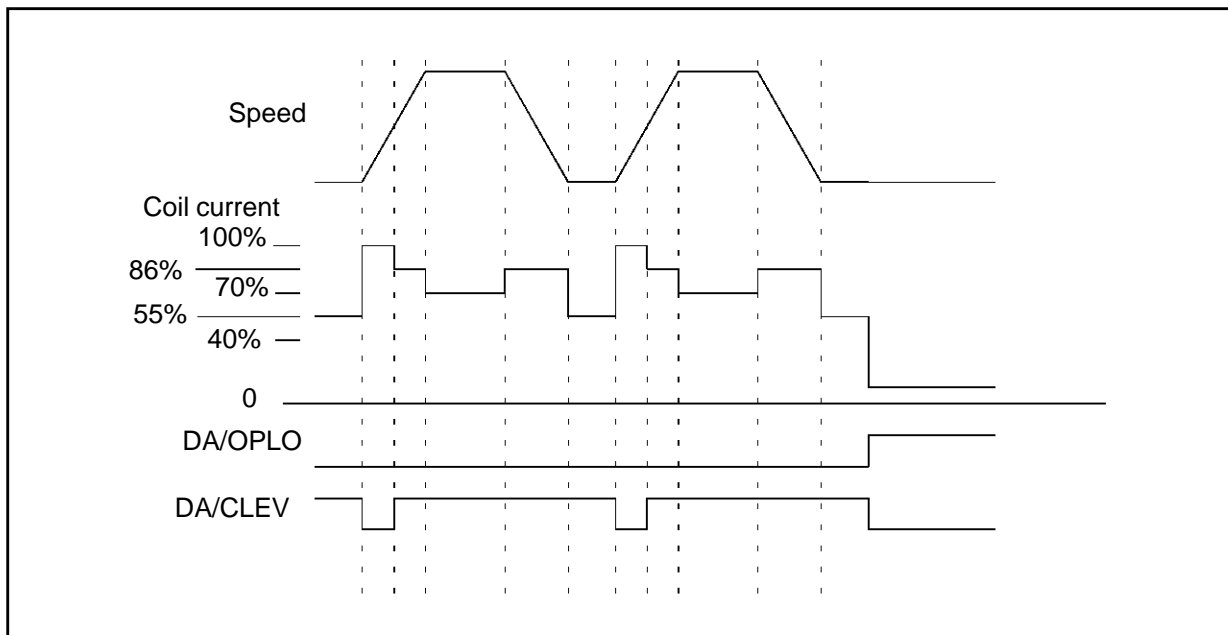 Speed
Coil current
100%
86%
70%
55%
40%
0
DA/OPLO
DA/CLEV